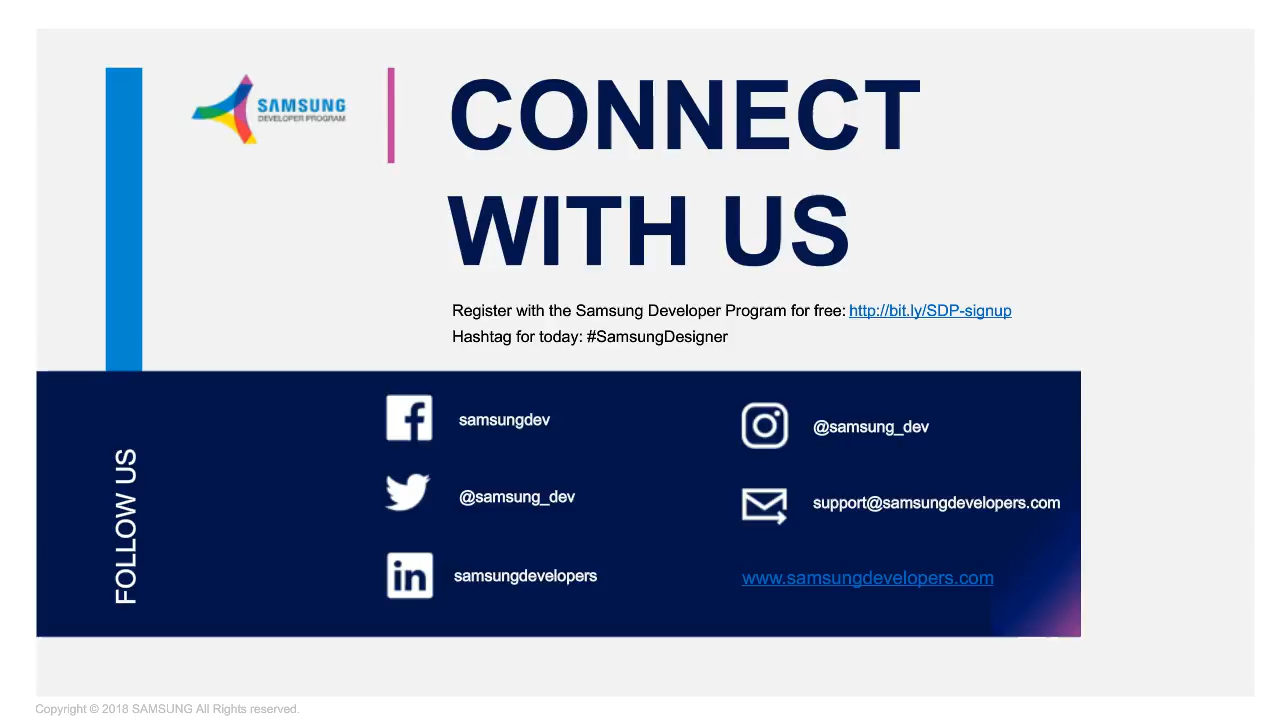 SAMSUNG
DEVELOPER PROGRAM
CONNECT
WITH US
Register with the Samsung Developer Program for free: http://bit.ly/SDP-signup
Hashtag for today: #SamsungDesigner
FOLLOW US
samsungdev
@samsung_dev
samsungdevelopers
@samsung_dev
support@samsungdevelopers.com
www.samsungdevelopers.com
Copyright © 2018 SAMSUNG All Rights reserved.